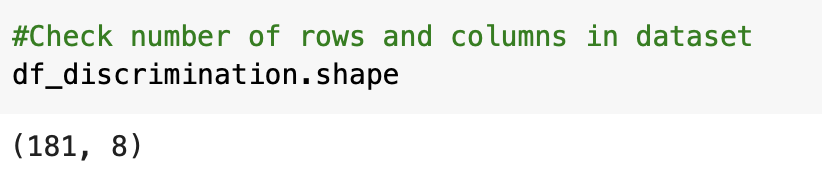 #Check number of rows and columns in dataset
df_discrimination.shape
(181, 8)